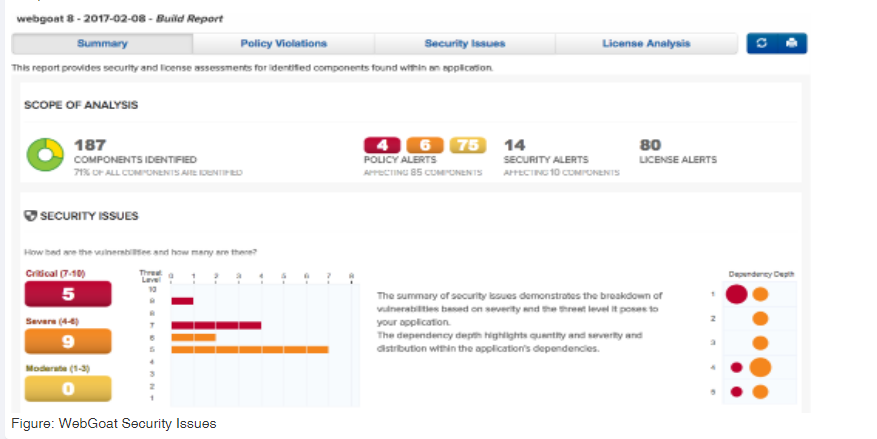 webgoat 8 - 2017-02-08 - Build Report
Summary Policy Violations Security Issues License Analysis
This report provides security and license assessments for identified components found within an application.
SCOPE OF ANALYSIS
187
COMPONENTS IDENTIFIED
71% OF ALL COMPONENTS ARE IDENTIFIED
4 6 75
POLICY ALERTS
AFFECTING 85 COMPONENTS
14
SECURITY ALERTS
AFFECTING 10 COMPONENTS
80
LICENSE ALERTS
SECURITY ISSUES
How bad are the vulnerabilities and how many are there?
Critical (7-10)
5
Severe (4-6)
9
Moderate (1-3)
0
Threat
Level
0 1 2 3 4 5 6 7 8
10
9
8
7
6
5
4
3
2
1
The summary of security issues demonstrates the breakdown of
vulnerabilities based on severity and the threat level it poses to
your application.
The dependency depth highlights quantity and severity and
distribution within the application's dependencies.
Dependency Depth
1
2
3
4
5
Figure: WebGoat Security Issues